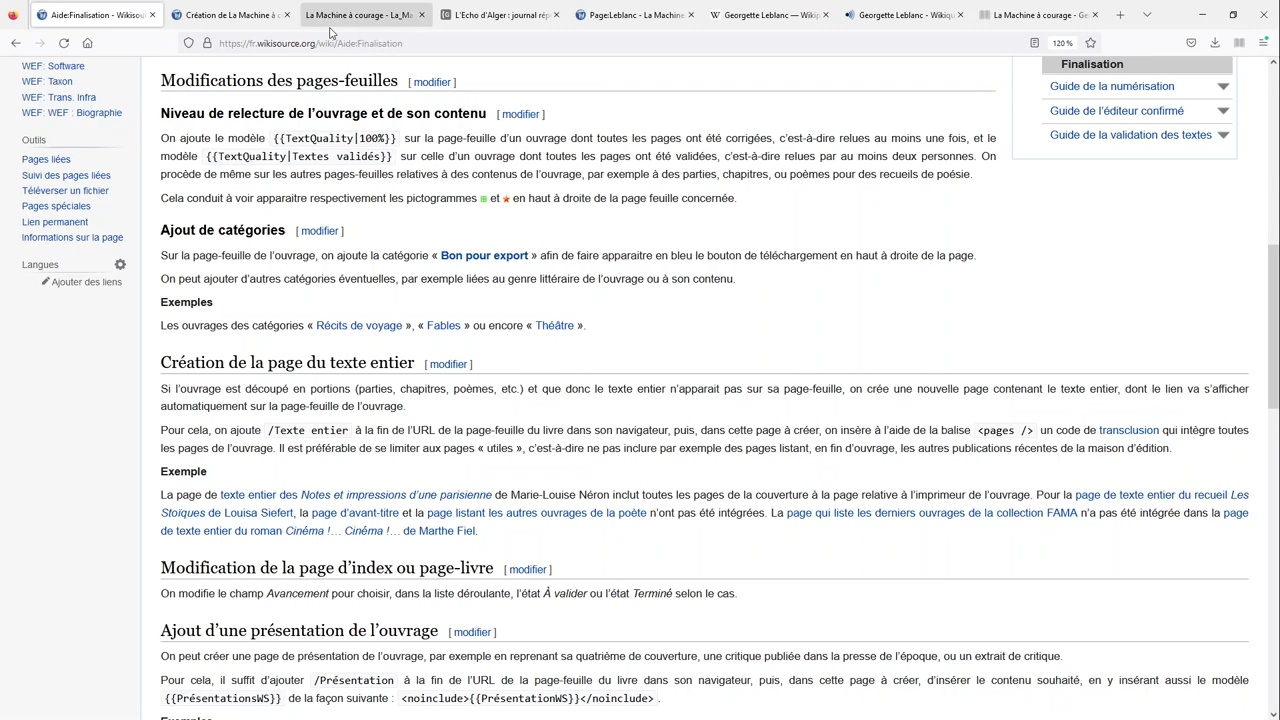 Aide:Finalisation - Wikisour
Création de La Machine à c
La Machine à courage - La_Ma
L'Echo d'Alger : journal rép
Page:Leblanc - La Machine
Georgette Leblanc — Wikip
Georgette Leblanc - Wikiqu
La Machine à courage - Ge
https://fr.wikisource.org/wiki/Aide:Finalisation
120 %
WEF: Software
WEF: Taxon
WEF: Trans. Infra
WEF: WEF : Biographie
Outils
Pages liées
Suivi des pages liées
Téléverser un fichier
Pages spéciales
Lien permanent
Informations sur la page
Langues
Ajouter des liens
Finalisation
Guide de la numérisation
Guide de l'éditeur confirmé
Guide de la validation des textes
Modifications des pages-feuilles [ modifier ]
Niveau de relecture de l'ouvrage et de son contenu [ modifier ]
On ajoute le modèle {{TextQuality|100%}} sur la page-feuille d'un ouvrage dont toutes les pages ont été corrigées, c'est-à-dire relues au moins une fois, et le
modèle {{TextQuality|Textes validés}} sur celle d'un ouvrage dont toutes les pages ont été validées, c'est-à-dire relues par au moins deux personnes. On
procède de même sur les autres pages-feuilles relatives à des contenus de l'ouvrage, par exemple à des parties, chapitres, ou poèmes pour des recueils de poésie.
Cela conduit à voir apparaitre respectivement les pictogrammes et en haut à droite de la page feuille concernée.
Ajout de catégories [ modifier ]
Sur la page-feuille de l'ouvrage, on ajoute la catégorie « Bon pour export » afin de faire apparaitre en bleu le bouton de téléchargement en haut à droite de la page.
On peut ajouter d'autres catégories éventuelles, par exemple liées au genre littéraire de l'ouvrage ou à son contenu.
Exemples
Les ouvrages des catégories « Récits de voyage », « Fables » ou encore « Théâtre ».
Création de la page du texte entier [ modifier ]
Si l'ouvrage est découpé en portions (parties, chapitres, poèmes, etc.) et que donc le texte entier n'apparait pas sur sa page-feuille, on crée une nouvelle page contenant le texte entier, dont le lien va s'afficher
automatiquement sur la page-feuille de l'ouvrage.
Pour cela, on ajoute /Texte entier à la fin de l'URL de la page-feuille du livre dans son navigateur, puis, dans cette page à créer, on insère à l'aide de la balise <pages /> un code de transclusion qui intègre toutes
les pages de l'ouvrage. Il est préférable de se limiter aux pages « utiles », c'est-à-dire ne pas inclure par exemple des pages listant, en fin d'ouvrage, les autres publications récentes de la maison d'édition.
Exemple
La page de texte entier des Notes et impressions d'une parisienne de Marie-Louise Néron inclut toutes les pages de la couverture à la page relative à l'imprimeur de l'ouvrage. Pour la page de texte entier du recueil Les
Stoïques de Louisa Siefert, la page d'avant-titre et la page listant les autres ouvrages de la poète n'ont pas été intégrées. La page qui liste les derniers ouvrages de la collection FAMA n'a pas été intégrée dans la page
de texte entier du roman Cinéma !… Cinéma !… de Marthe Fiel.
Modification de la page d'index ou page-livre [ modifier ]
On modifie le champ Avancement pour choisir, dans la liste déroulante, l'état À valider ou l'état Terminé selon le cas.
Ajout d'une présentation de l'ouvrage [ modifier ]
On peut créer une page de présentation de l'ouvrage, par exemple en reprenant sa quatrième de couverture, une critique publiée dans la presse de l'époque, ou un extrait de critique.
Pour cela, il suffit d'ajouter /Présentation à la fin de l'URL de la page-feuille du livre dans son navigateur, puis, dans cette page à créer, d'insérer le contenu souhaité, en y insérant aussi le modèle
{{PrésentationsWS}} de la façon suivante : <noinclude>{{PrésentationWS}}</noinclude> .
Exemples